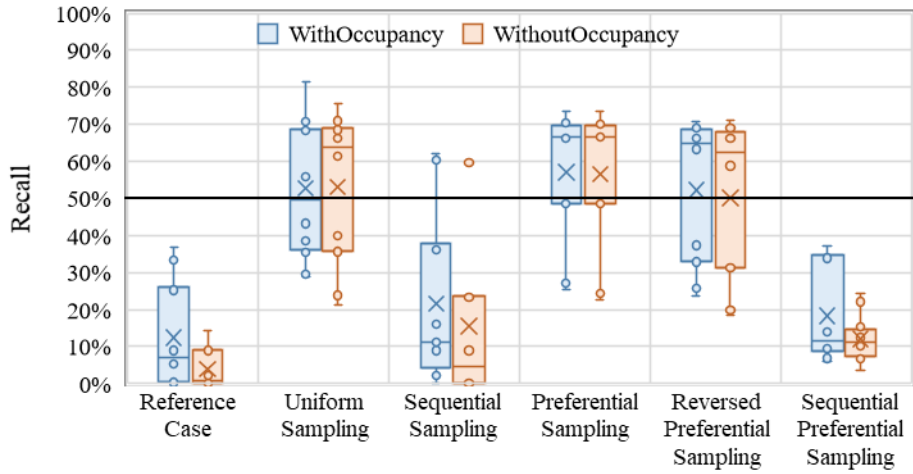 100%
90%
80%
70%
60%
50%
40%
30%
20%
10%
0%
Recall
WithOccupancy
WithoutOccupancy
Reference
Case
Uniform
Sampling
Sequential
Sampling
Preferential
Sampling
Reversed
Preferential
Sampling
Sequential
Preferential
Sampling